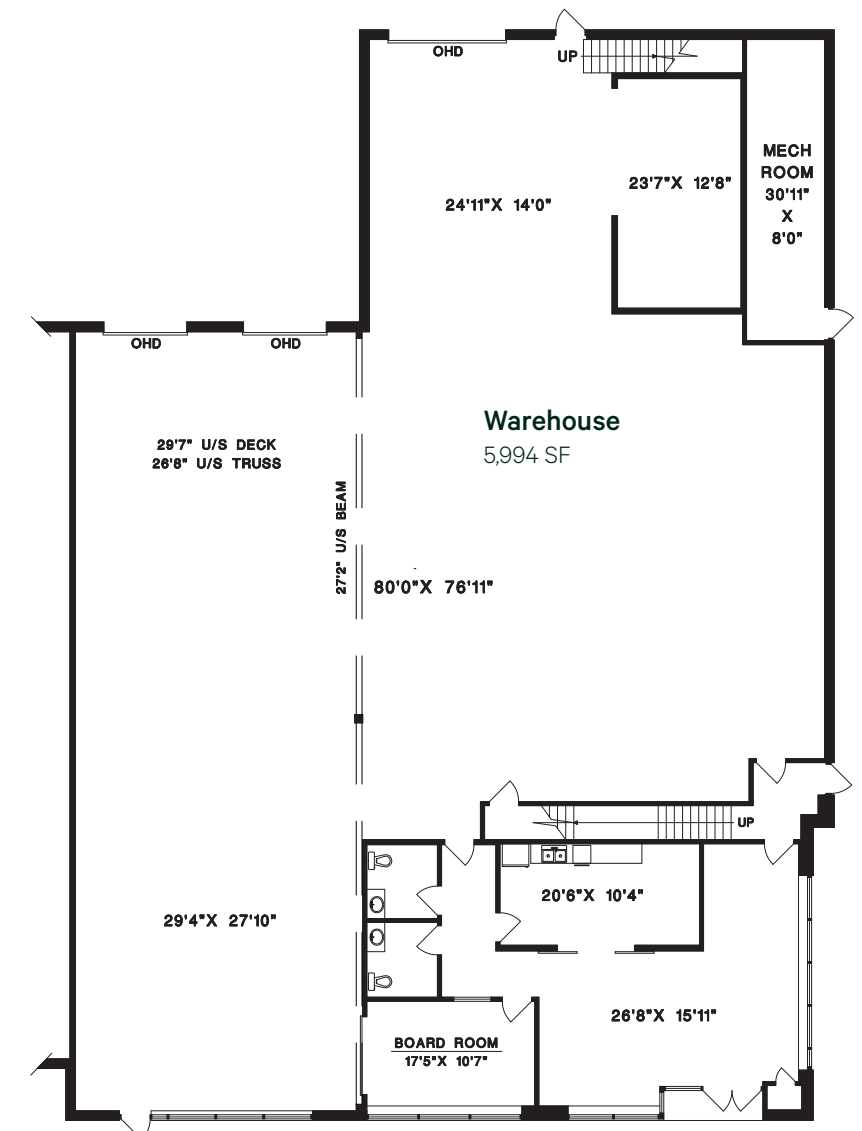 OHD
UP
MECH
ROOM
30'11"
X
8'0"
23'7"X 12'8"
24'11"X 14'0"
OHD
OHD
Warehouse
5,994 SF
29'7" U/S DECK
26'8" U/S TRUSS
27'2" U/S BEAM
80'0"X 76'11"
UP
20'6"X 10'4"
29'4"X 27'10"
26'8"X 15'11"
BOARD ROOM
17'5"X 10'7"